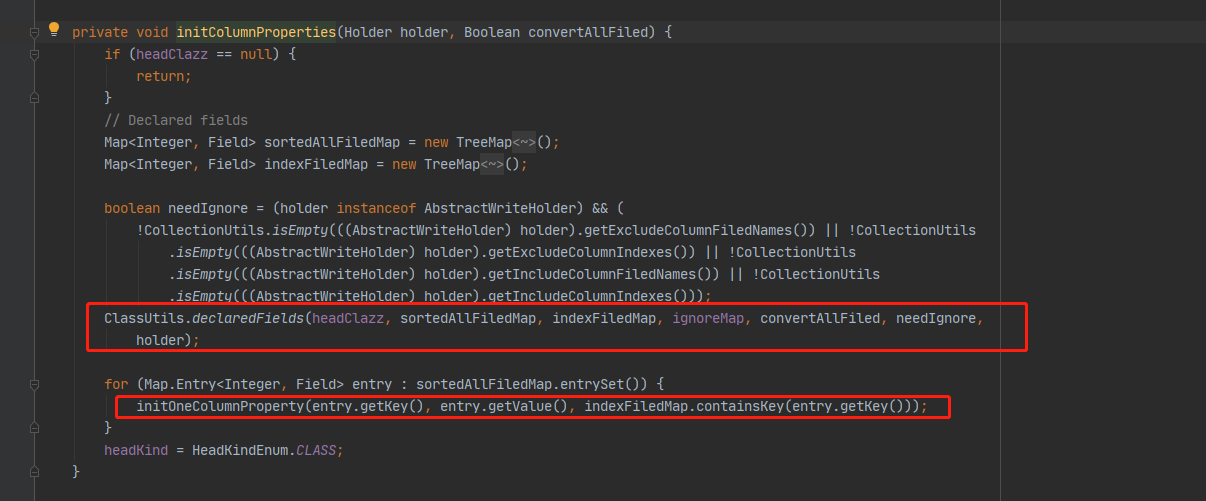 private void initColumnProperties(Holder holder, Boolean convertAllFiled) {
if (headClazz == null) {
return;
}
// Declared fields
Map<Integer, Field> sortedAllFiledMap = new TreeMap<~>();
Map<Integer, Field> indexFiledMap = new TreeMap<~>();
boolean needIgnore = (holder instanceof AbstractWriteHolder) && (
!CollectionUtils.isEmpty(((AbstractWriteHolder) holder).getExcludeColumnFiledNames()) || !CollectionUtils
.isEmpty(((AbstractWriteHolder) holder).getExcludeColumnIndexes()) || !CollectionUtils
.isEmpty(((AbstractWriteHolder) holder).getIncludeColumnFiledNames()) || !CollectionUtils
.isEmpty(((AbstractWriteHolder) holder).getIncludeColumnIndexes()));
ClassUtils.declaredFields(headClazz, sortedAllFiledMap, indexFiledMap, ignoreMap, convertAllFiled, needIgnore,
holder);
for (Map.Entry<Integer, Field> entry : sortedAllFiledMap.entrySet()) {
initOneColumnProperty(entry.getKey(), entry.getValue(), indexFiledMap.containsKey(entry.getKey()));
}
headKind = HeadKindEnum.CLASS;
}